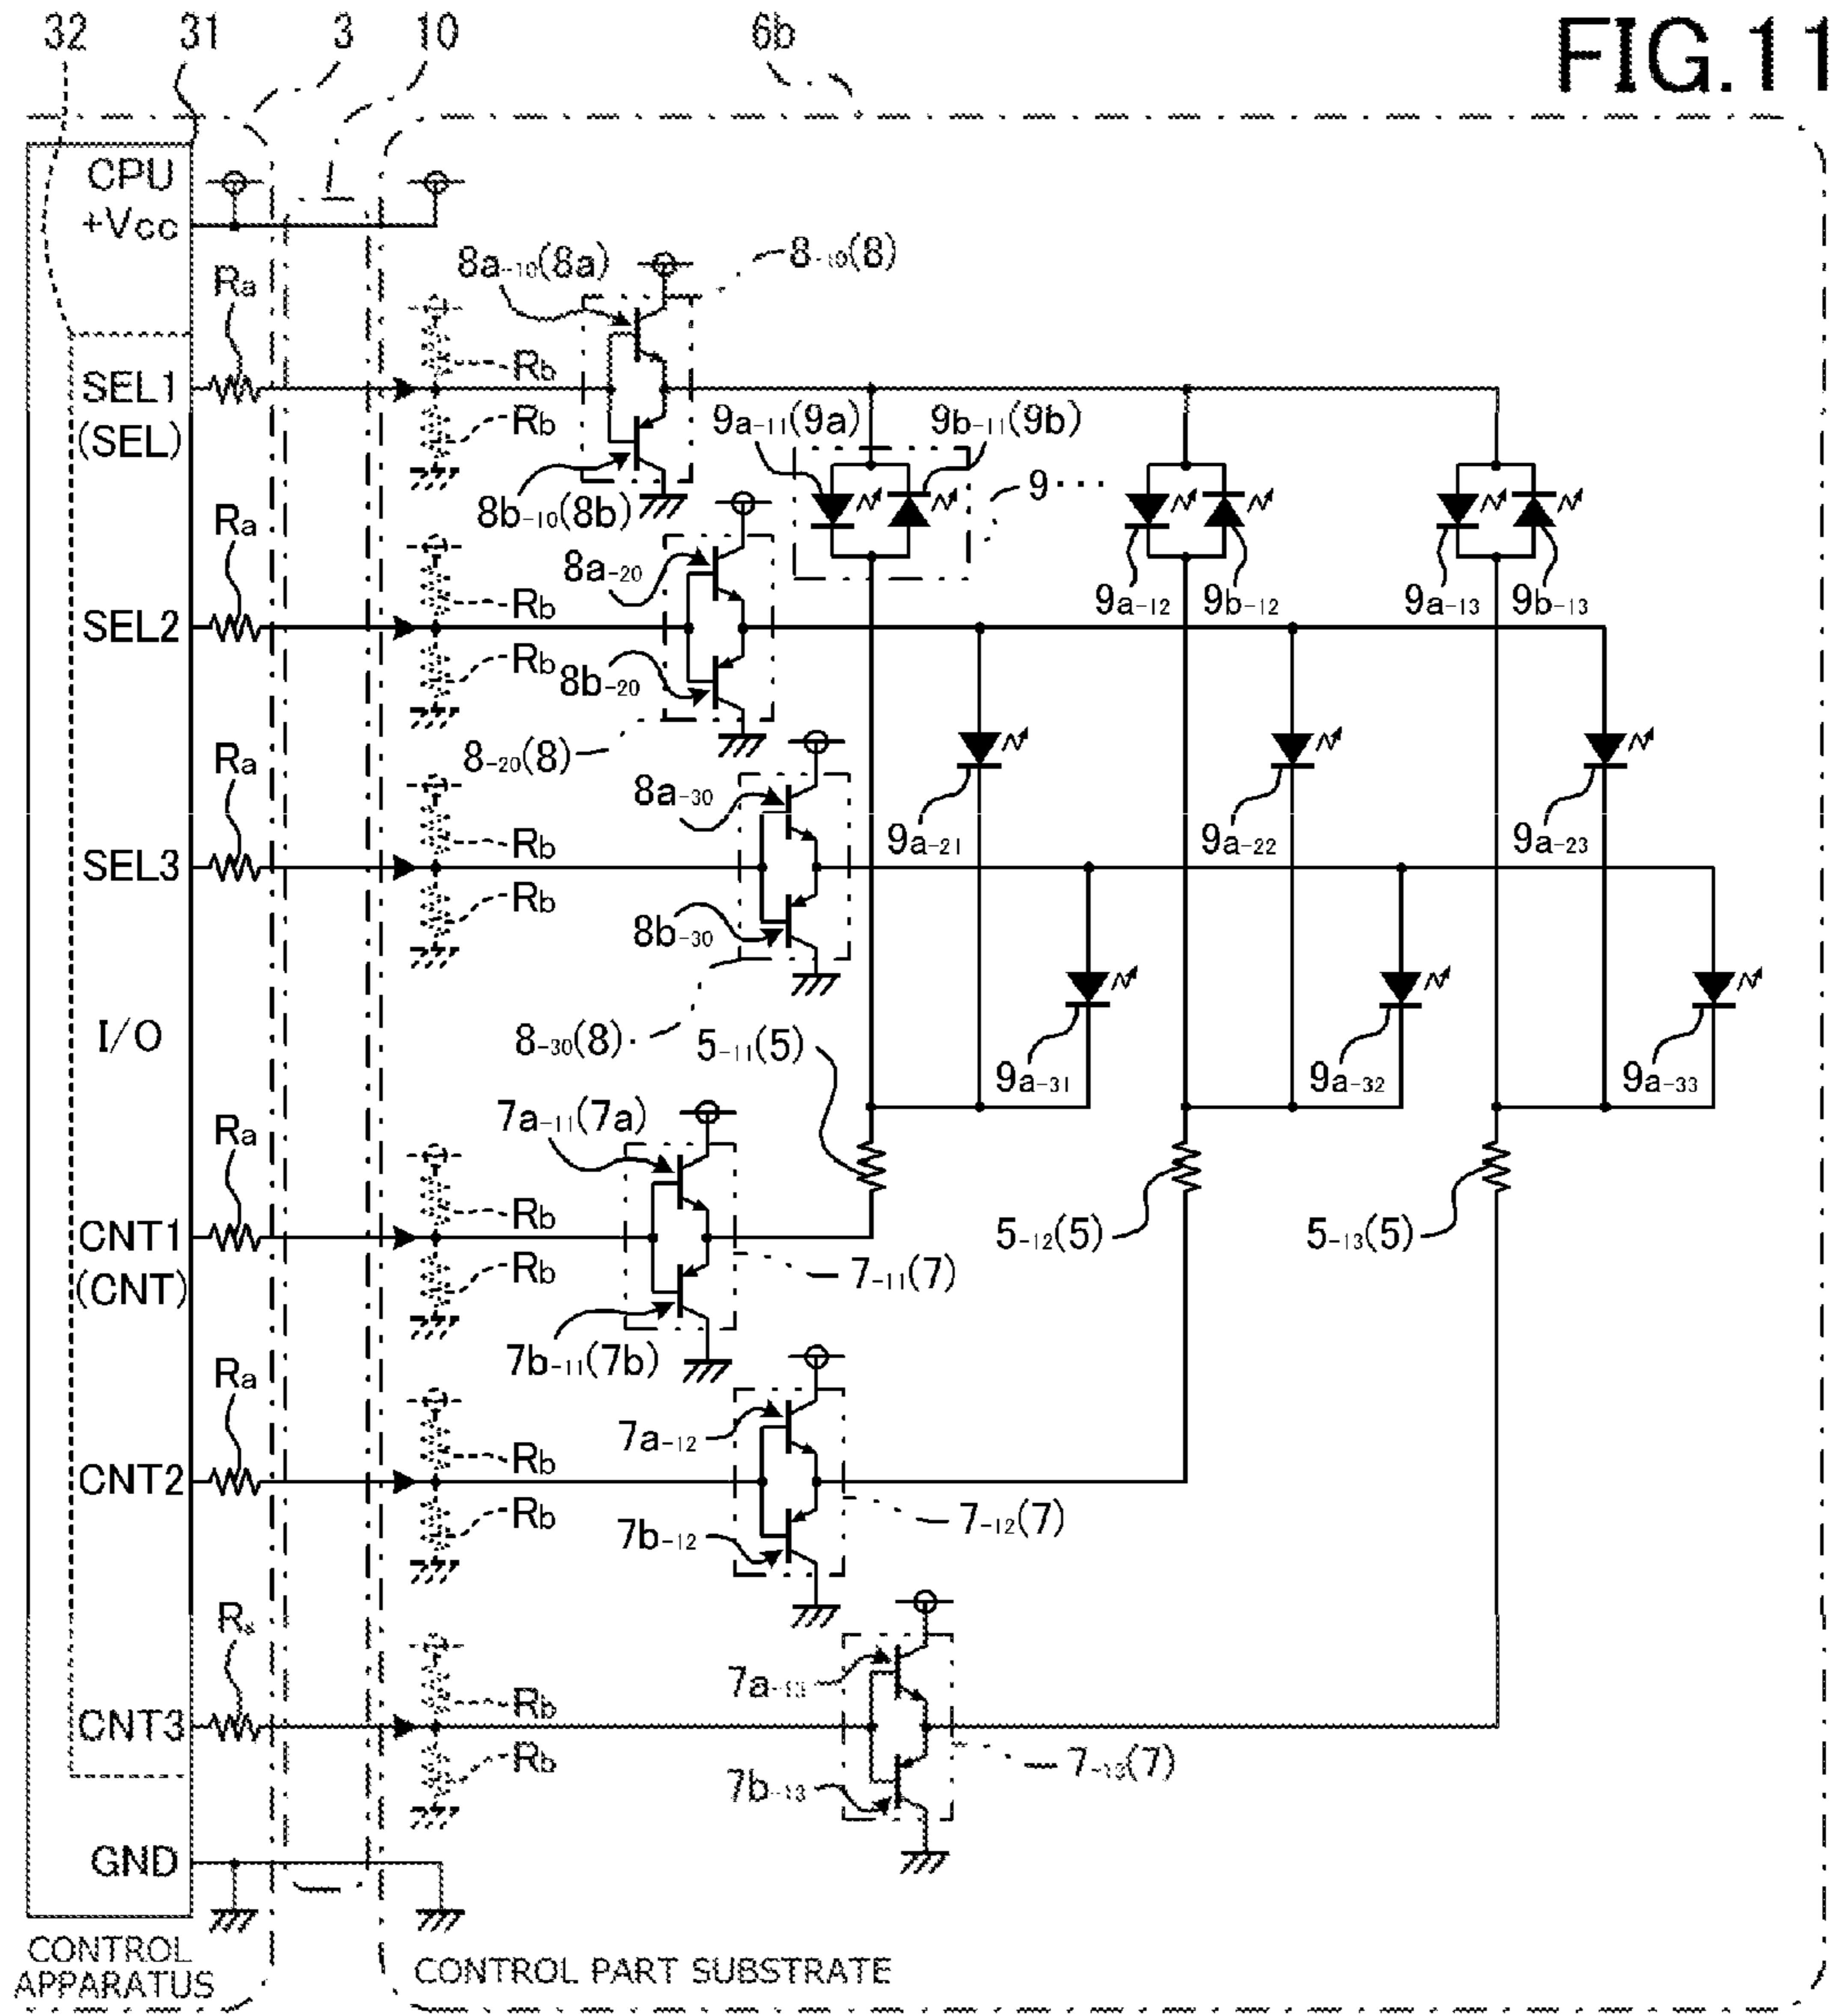 FIG.11
32 31 3 10 6b
CPU
+Vcc
8a-10(8a) 8-10(8)
Ra
Rb
SEL1
(SEL)
Rb
9a-11(9a) 9b-11(9b)
9···
8b-10(8b)
Ra
8a-20
9a-12 9b-12 9a-13 9b-13
Rb
SEL2
Rb
8b-20
8-20(8)
Ra
8a-30
9a-21 9a-22 9a-23
Rb
SEL3
Rb
8b-30
I/O
8-30(8) 5-11(5)
9a-31 9a-32 9a-33
Ra
7a-11(7a)
Rb
CNT1
5-12(5) 5-13(5)
(CNT)
Rb
7-11(7)
7b-11(7b)
Ra
7a-12
Rb
CNT2
Rb
7-12(7)
7b-12
Ra
7a-13
Rb
CNT3
Rb
7-13(7)
7b-13
GND
CONTROL
APPARATUS
CONTROL PART SUBSTRATE